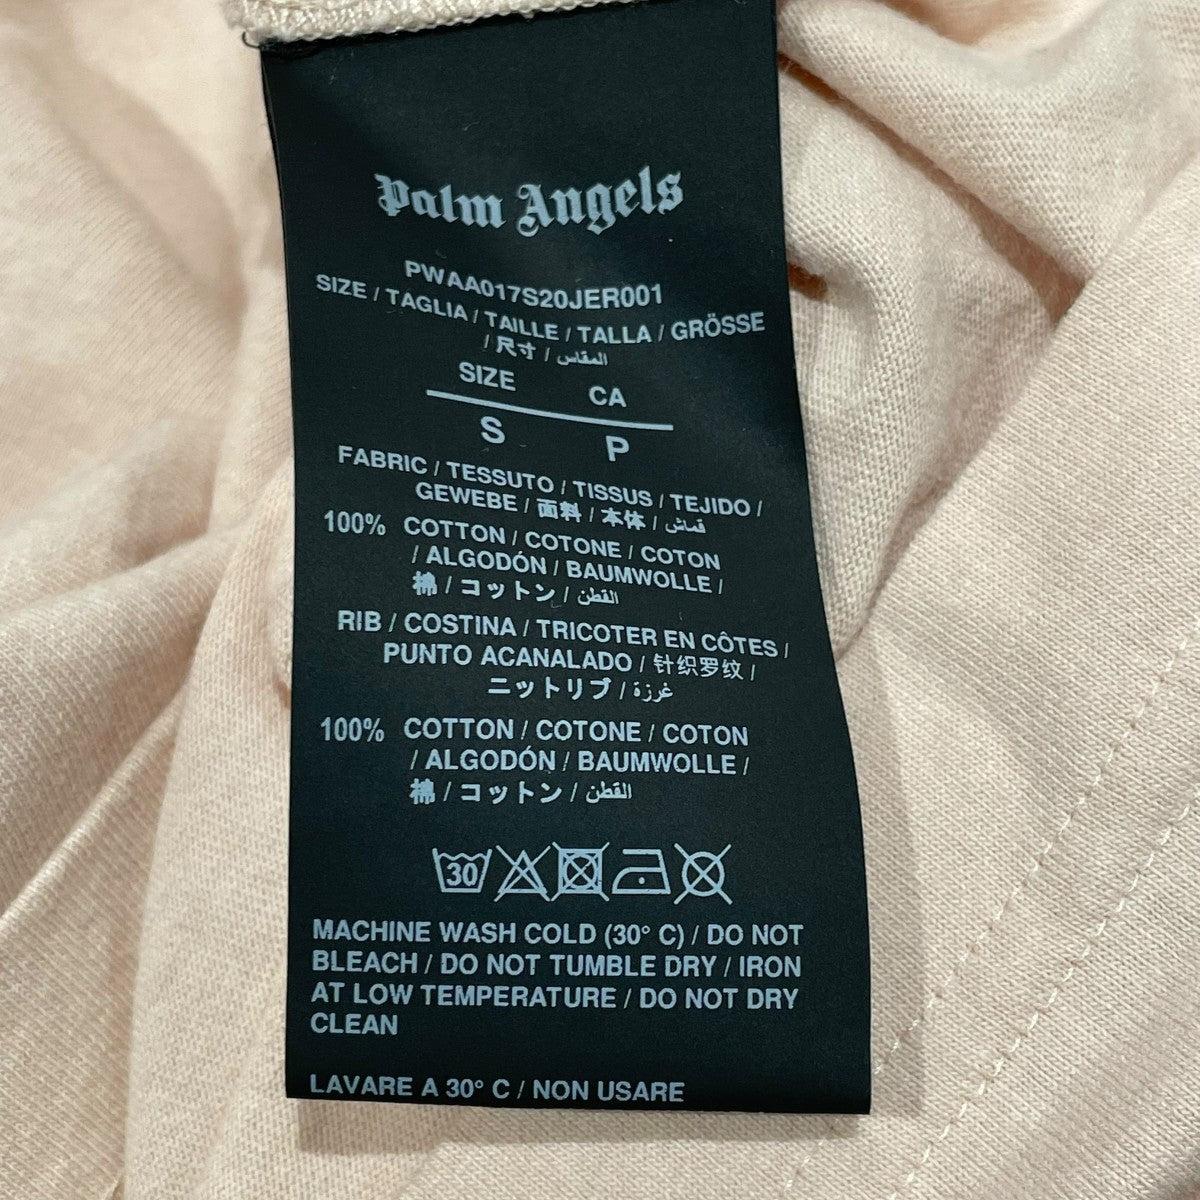 Palm Angels
PWAA017S20JER001
SIZE / TAGLIA / TAILLE / TALLA / GRÖSSE
/ 尺寸 / المقاس
SIZE CA
S P
FABRIC / TESSUTO / TISSUS / TEJIDO /
GEWEBE / 面料 / 本体 / قماش
100% COTTON / COTONE / COTON
/ ALGODÓN / BAUMWOLLE /
棉 / コットン / القطن
RIB / COSTINA / TRICOTER EN CÔTES /
PUNTO ACANALADO / 针织罗纹 /
ニットリブ / غرزة
100% COTTON / COTONE / COTON
/ ALGODÓN / BAUMWOLLE /
棉 / コットン / القطن
30
MACHINE WASH COLD (30° C) / DO NOT
BLEACH / DO NOT TUMBLE DRY / IRON
AT LOW TEMPERATURE / DO NOT DRY
CLEAN
LAVARE A 30° C / NON USARE